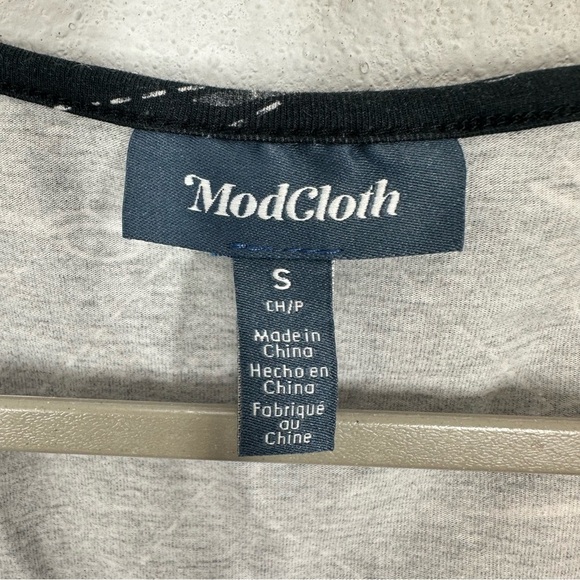 ModCloth
S
CH/P
Made in
China
Hecho en
China
Fabriqué
au
Chine